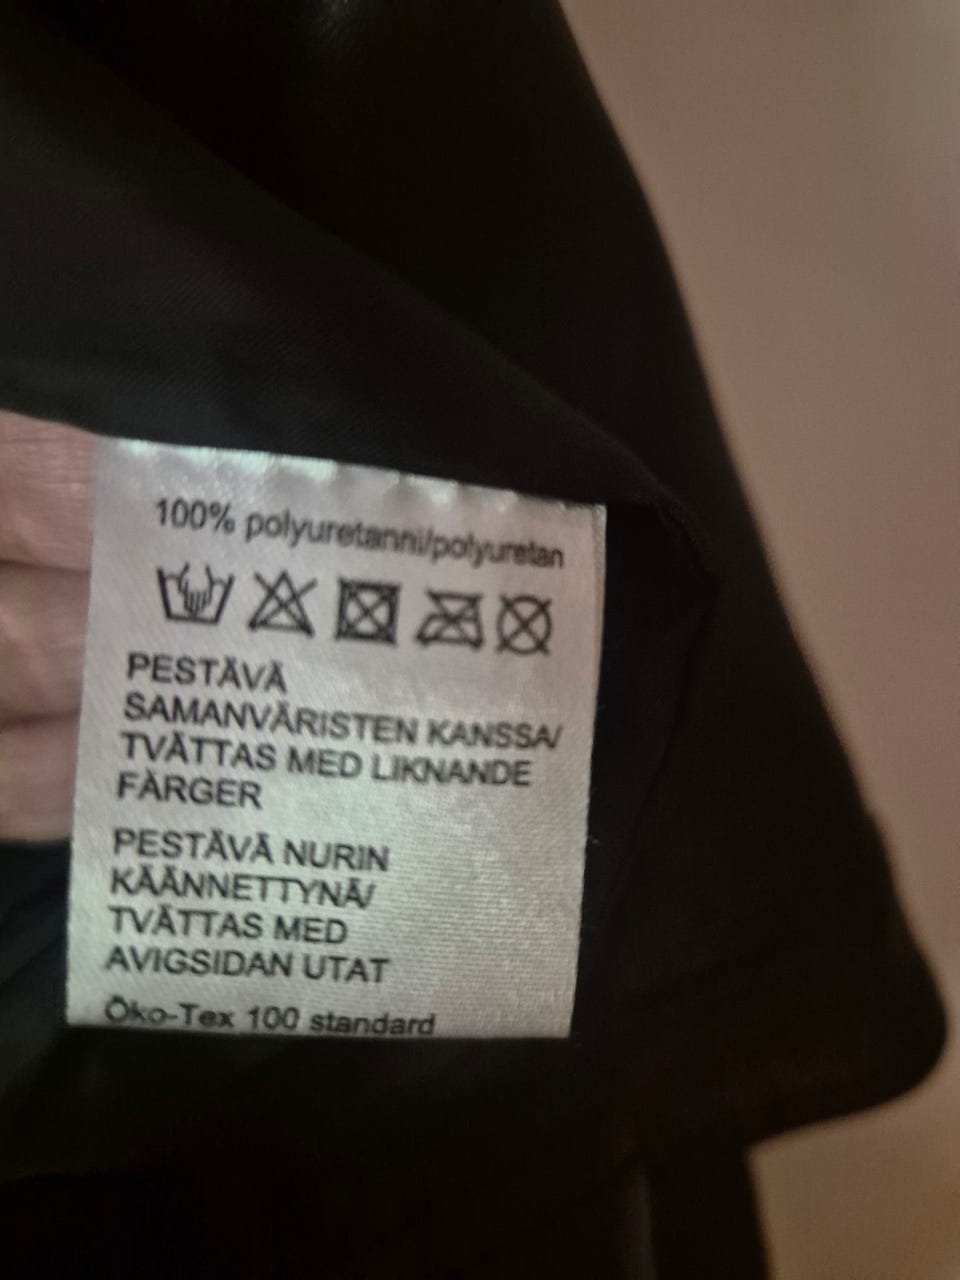 100% polyuretanni/polyuretan
PESTÄVÄ
SAMANVÄRISTEN KANSSA/
TVÄTTAS MED LIKNANDE
FÄRGER
PESTÄVÄ NURIN
KÄÄNNETTYNÄ/
TVÄTTAS MED
AVIGSIDAN UTAT
Öko-Tex 100 standard